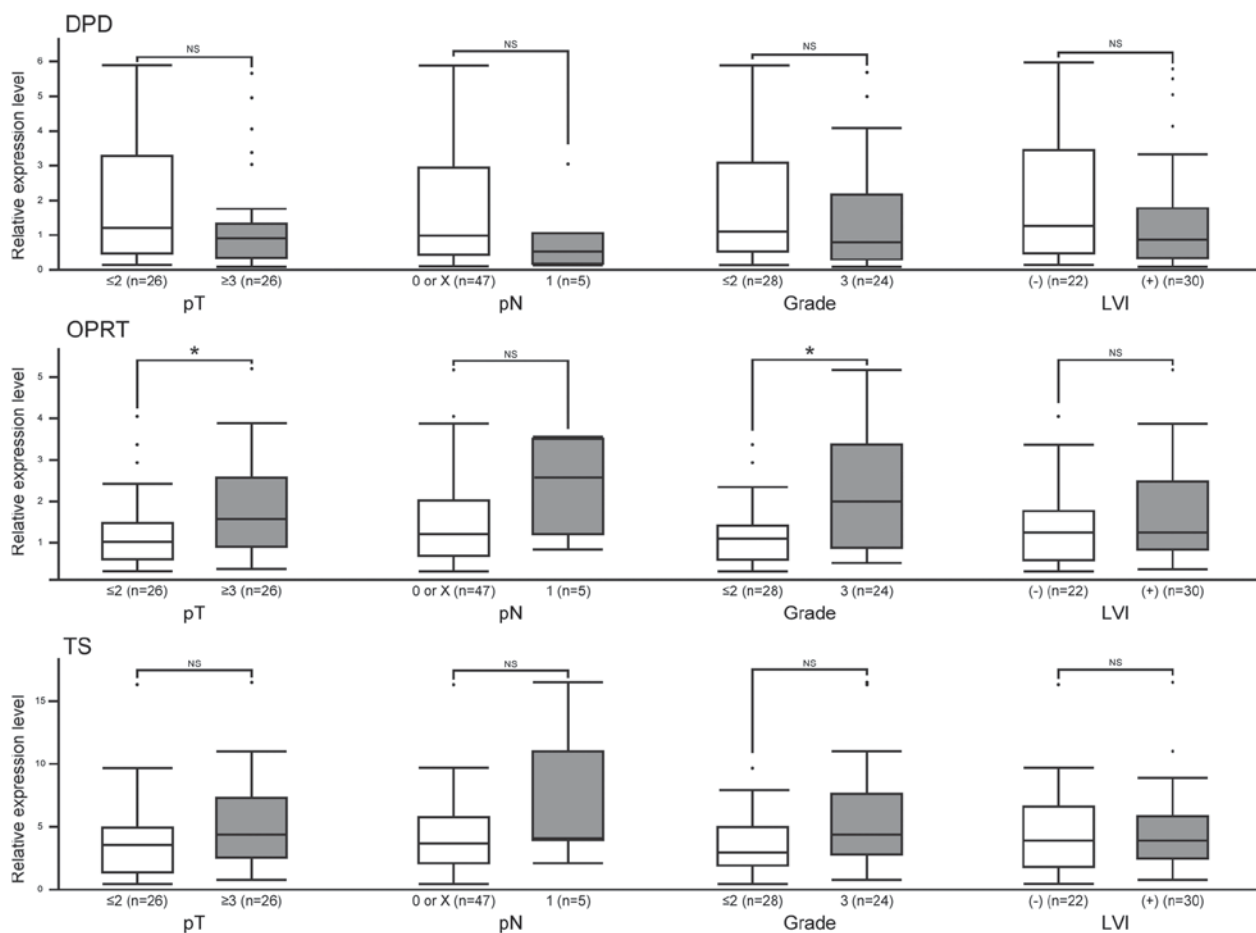 DPD
Relative expression level
6
5
4
3
2
1
0
NS
NS
NS
NS
≤2 (n=26)
≥3 (n=26)
0 or X (n=47)
1 (n=5)
≤2 (n=28)
3 (n=24)
(-) (n=22)
(+) (n=30)
pT
pN
Grade
LVI
OPRT
Relative expression level
5
4
3
2
1
*
NS
*
NS
≤2 (n=26)
≥3 (n=26)
0 or X (n=47)
1 (n=5)
≤2 (n=28)
3 (n=24)
(-) (n=22)
(+) (n=30)
pT
pN
Grade
LVI
TS
Relative expression level
15
10
5
0
NS
NS
NS
NS
≤2 (n=26)
≥3 (n=26)
0 or X (n=47)
1 (n=5)
≤2 (n=28)
3 (n=24)
(-) (n=22)
(+) (n=30)
pT
pN
Grade
LVI